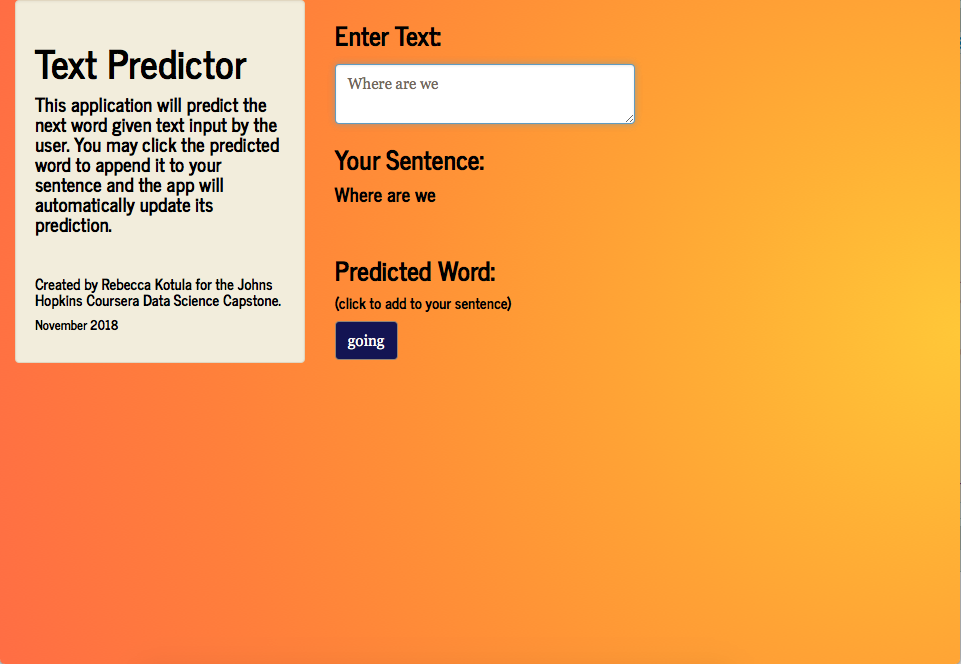 Text Predictor
This application will predict the
next word given text input by the
user. You may click the predicted
word to append it to your
sentence and the app will
automatically update its
prediction.
Created by Rebecca Kotula for the Johns
Hopkins Coursera Data Science Capstone.
November 2018
Enter Text:
Where are we
Your Sentence:
Where are we
Predicted Word:
(click to add to your sentence)
going